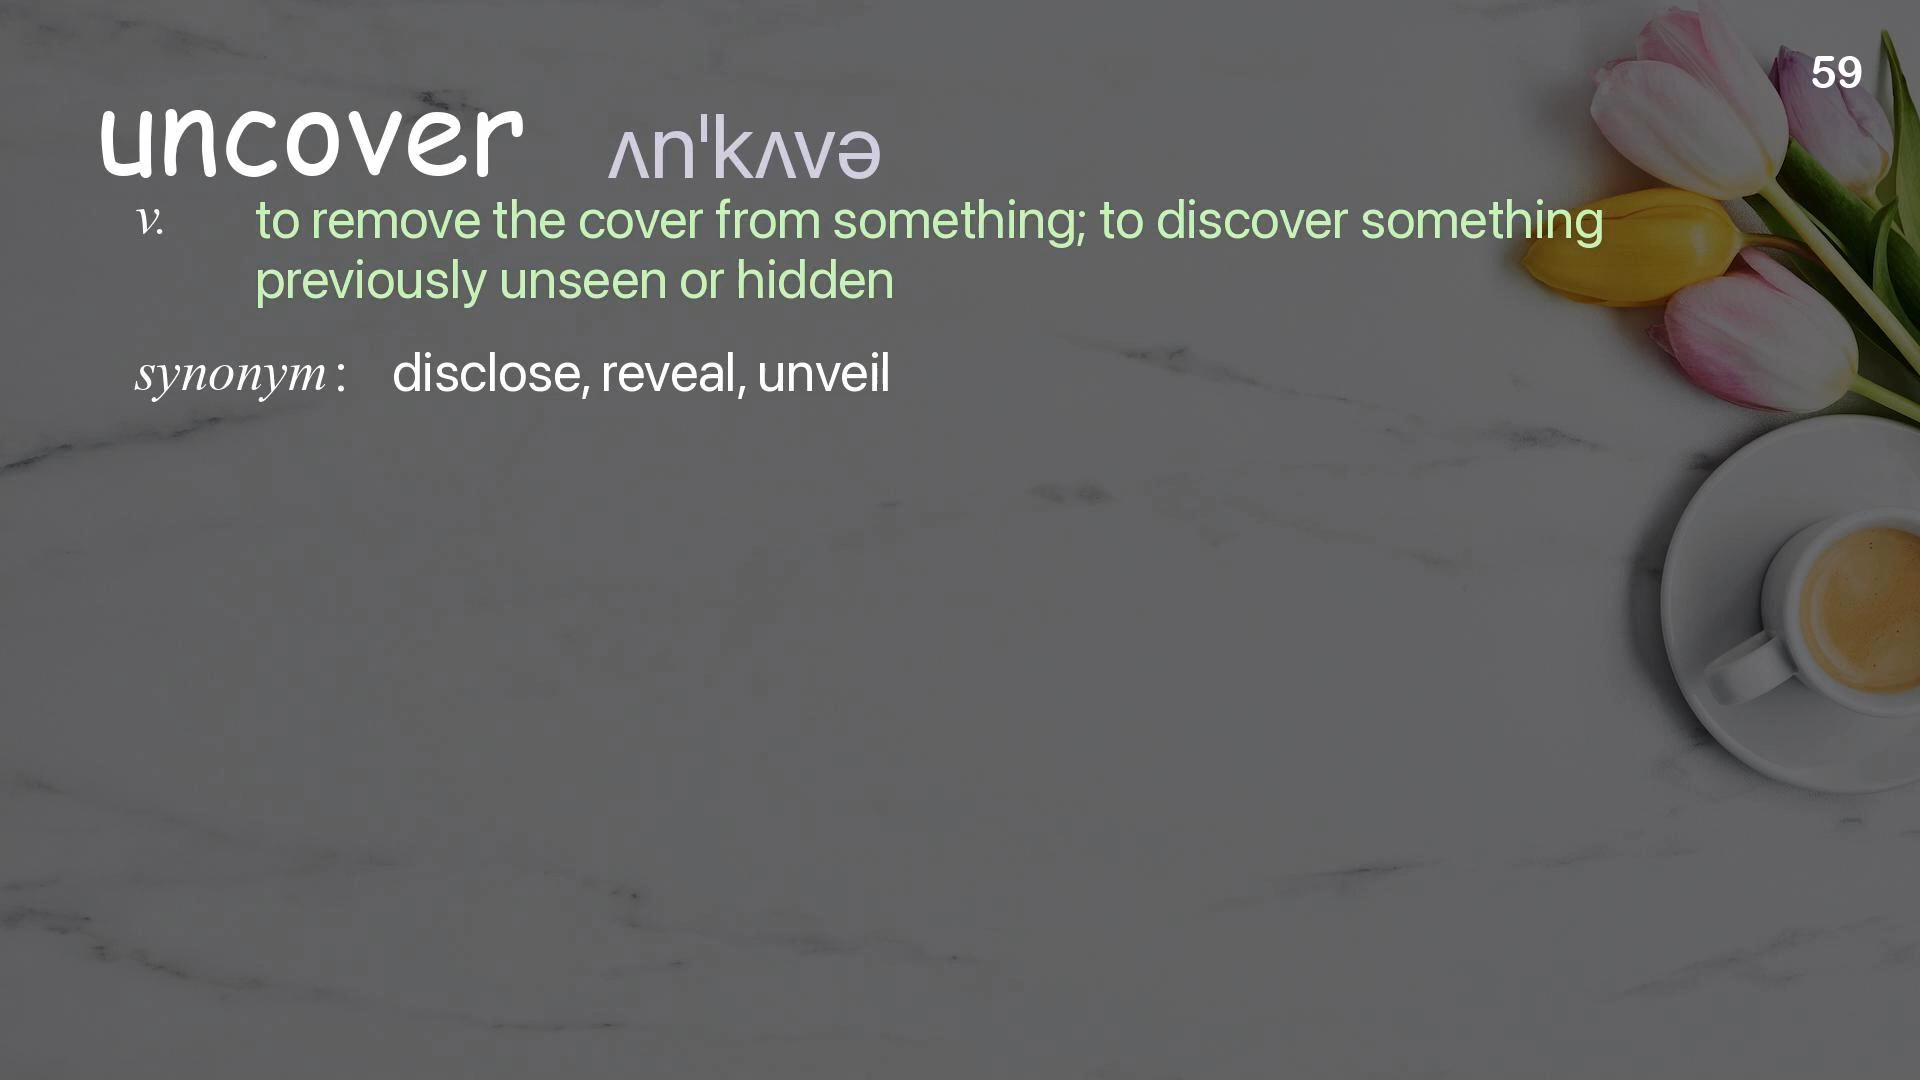 59
uncover ʌnˈkʌvə
v. to remove the cover from something; to discover something
previously unseen or hidden
synonym : disclose, reveal, unveil